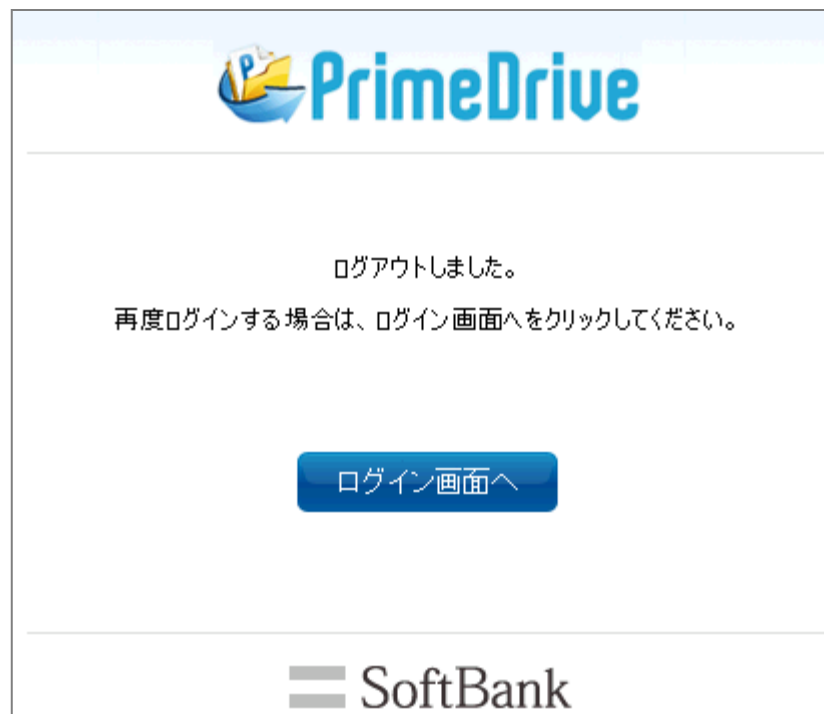 PrimeDrive
ログアウトしました。
再度ログインする場合は、ログイン画面へをクリックしてください。
ログイン画面へ
SoftBank